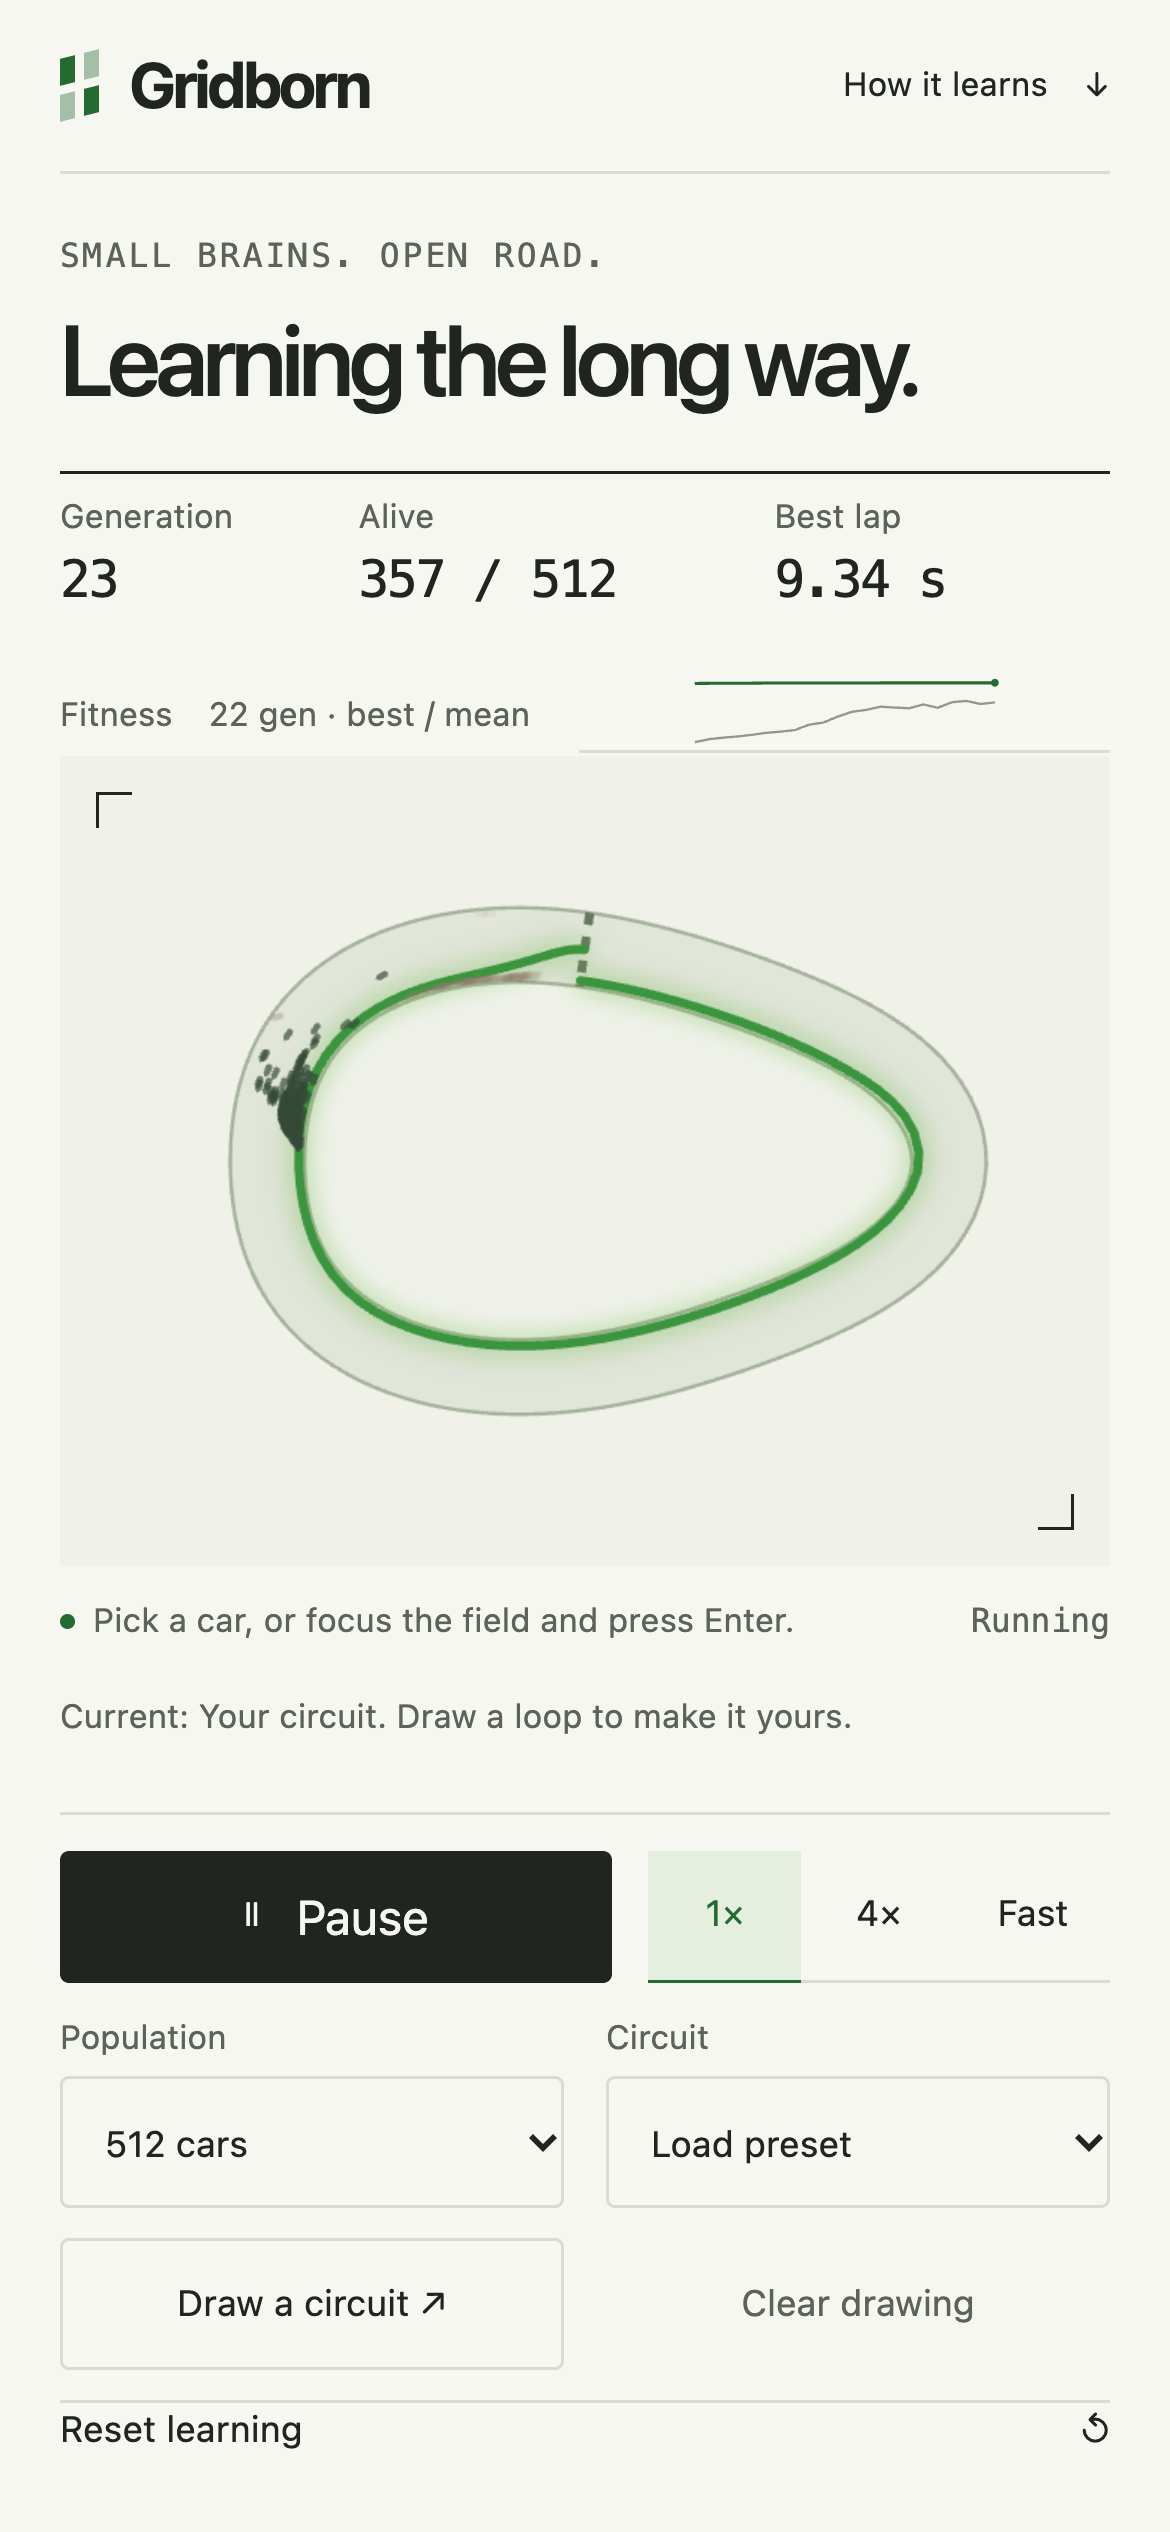 Gridborn
How it learns ↓
SMALL BRAINS. OPEN ROAD.
Learning the long way.
Generation Alive Best lap
23 357 / 512 9.34 s
Fitness 22 gen · best / mean
Pick a car, or focus the field and press Enter. Running
Current: Your circuit. Draw a loop to make it yours.
Pause 1× 4× Fast
Population Circuit
512 cars Load preset
Draw a circuit ↗ Clear drawing
Reset learning